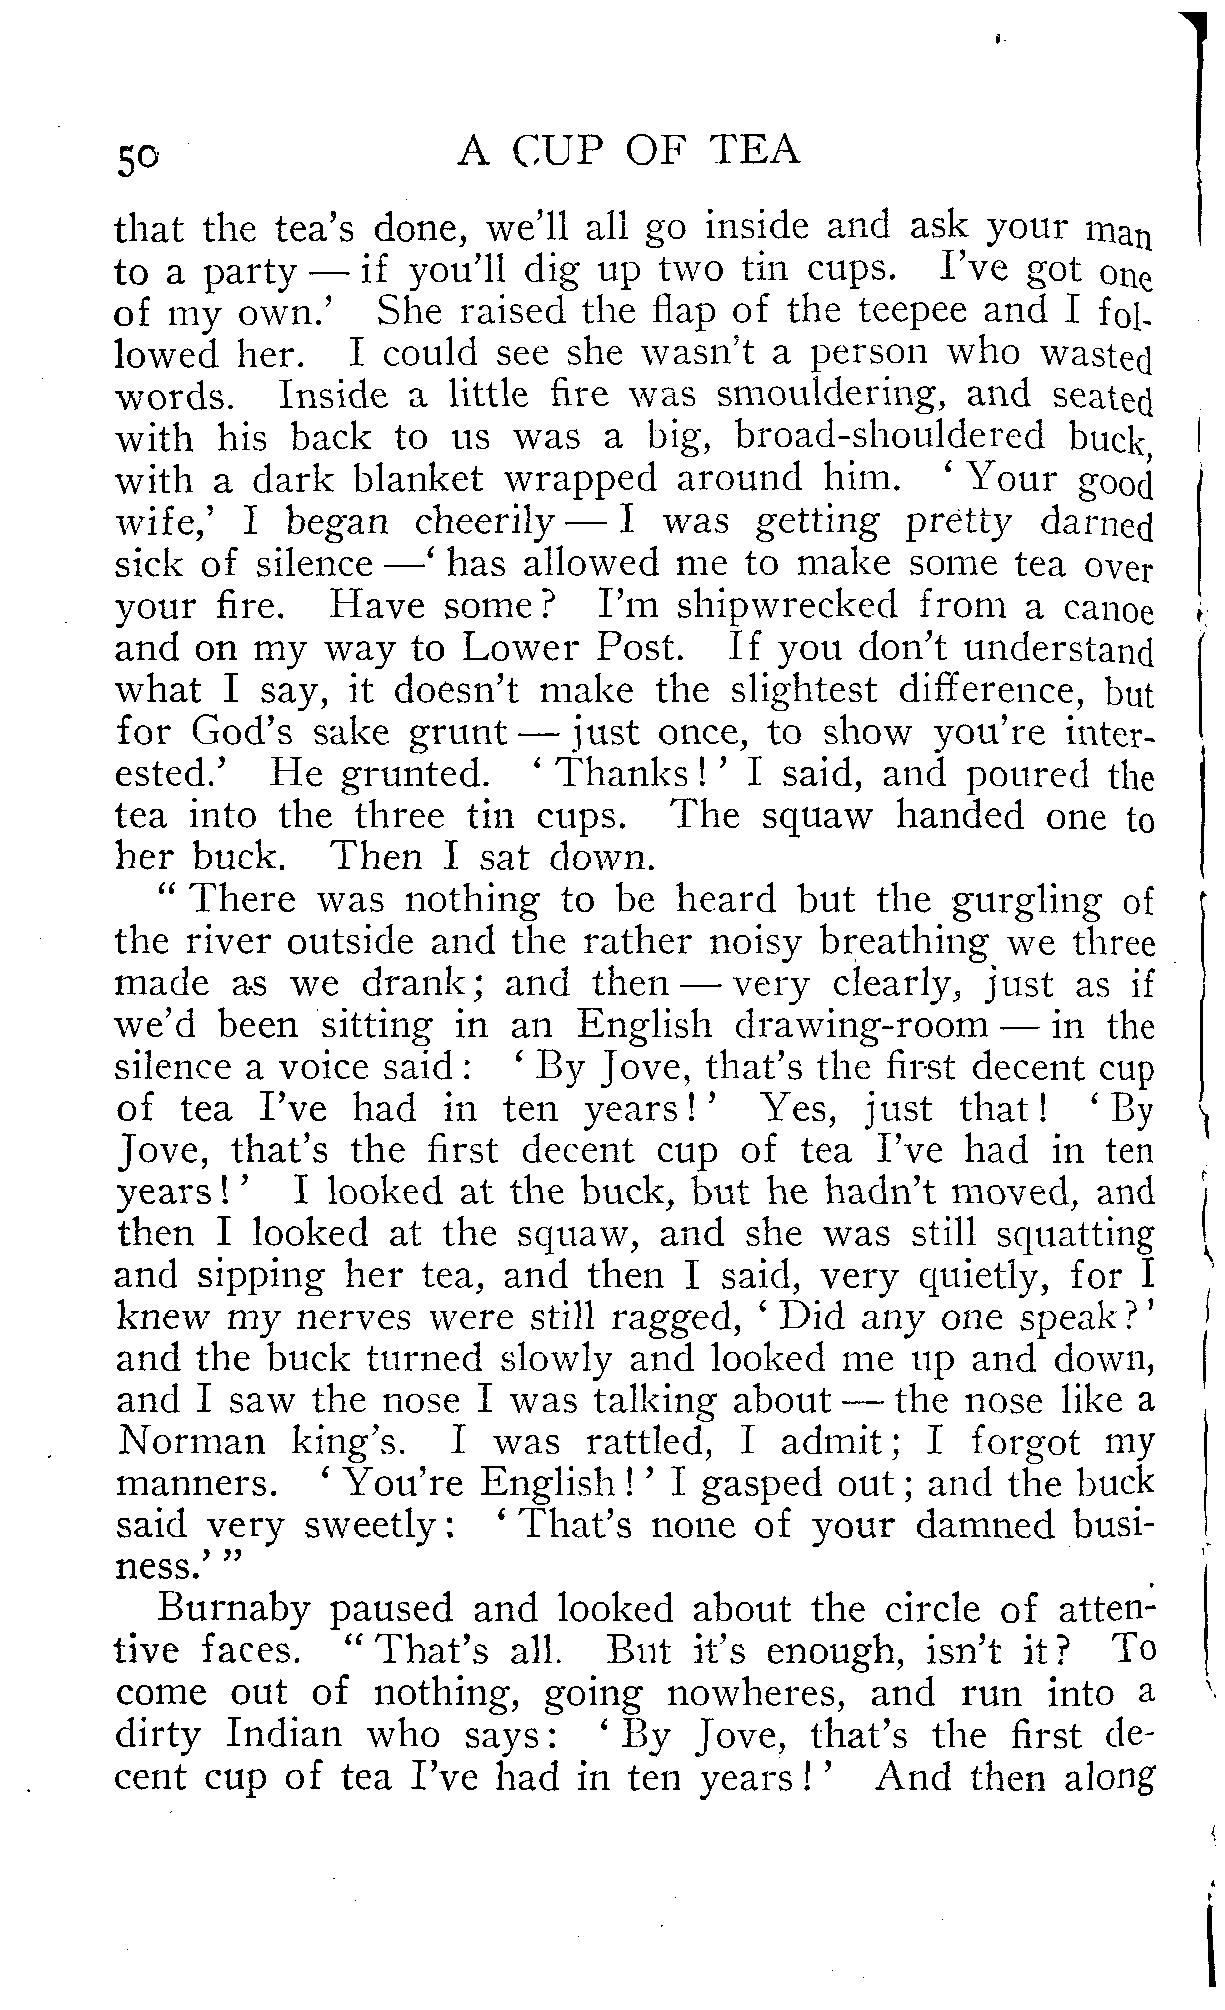 50 A CUP OF TEA
that the tea's done, we'll all go inside and ask your man
to a party — if you'll dig up two tin cups. I've got one
of my own.' She raised the flap of the teepee and I fol-
lowed her. I could see she wasn't a person who wasted
words. Inside a little fire was smouldering, and seated
with his back to us was a big, broad-shouldered buck,
with a dark blanket wrapped around him. ‘ Your good
wife,' I began cheerily — I was getting pretty darned
sick of silence —‘ has allowed me to make some tea over
your fire. Have some? I'm shipwrecked from a canoe
and on my way to Lower Post. If you don't understand
what I say, it doesn't make the slightest difference, but
for God's sake grunt — just once, to show you're inter-
ested.' He grunted. ‘ Thanks! ’ I said, and poured the
tea into the three tin cups. The squaw handed one to
her buck. Then I sat down.
“ There was nothing to be heard but the gurgling of
the river outside and the rather noisy breathing we three
made as we drank; and then — very clearly, just as if
we'd been sitting in an English drawing-room — in the
silence a voice said: ‘ By Jove, that's the first decent cup
of tea I've had in ten years! ’ Yes, just that! ‘ By
Jove, that's the first decent cup of tea I've had in ten
years! ’ I looked at the buck, but he hadn't moved, and
then I looked at the squaw, and she was still squatting
and sipping her tea, and then I said, very quietly, for I
knew my nerves were still ragged, ‘ Did any one speak? ’
and the buck turned slowly and looked me up and down,
and I saw the nose I was talking about — the nose like a
Norman king's. I was rattled, I admit; I forgot my
manners. ‘ You're English! ’ I gasped out; and the buck
said very sweetly: ‘ That's none of your damned busi-
ness.’ ”
Burnaby paused and looked about the circle of atten-
tive faces. “ That's all. But it's enough, isn't it? To
come out of nothing, going nowheres, and run into a
dirty Indian who says: ‘ By Jove, that's the first de-
cent cup of tea I've had in ten years! ’ And then along